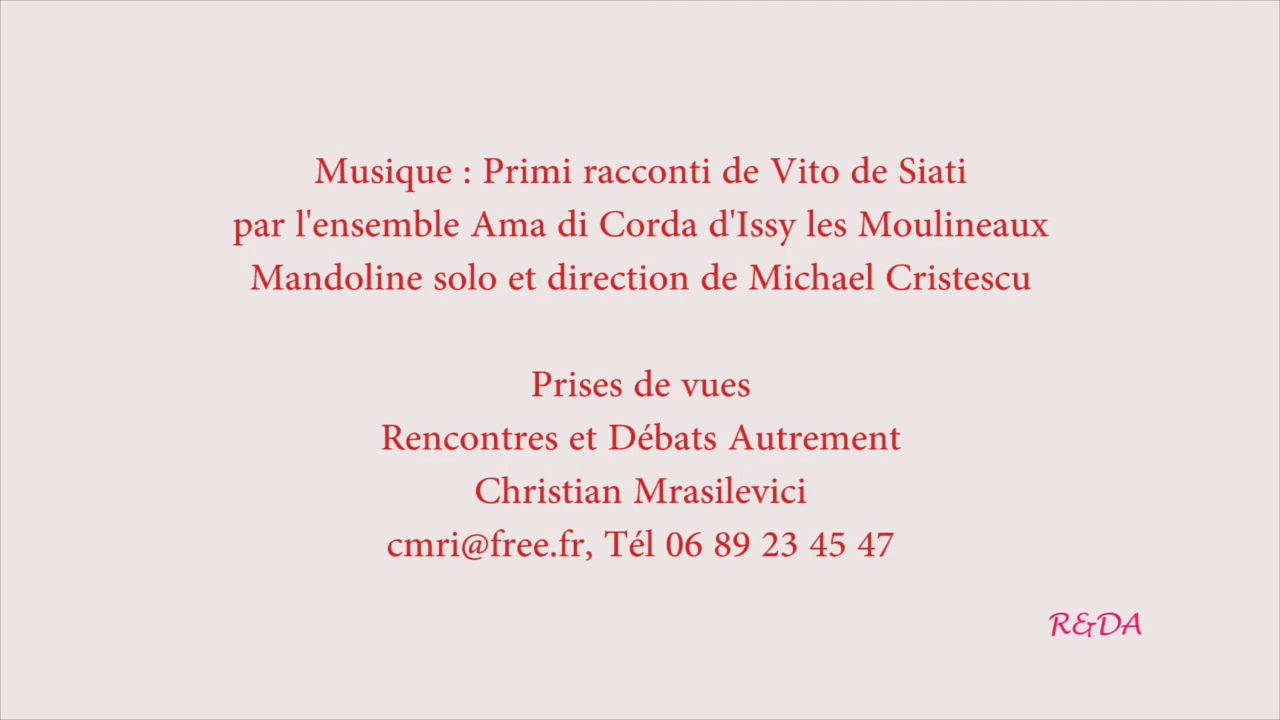 Musique : Primi racconti de Vito de Siati
par l'ensemble Ama di Corda d'Issy les Moulineaux
Mandoline solo et direction de Michael Cristescu
Prises de vues
Rencontres et Débats Autrement
Christian Mrasilevici
cmri@free.fr, Tél 06 89 23 45 47
R&DA